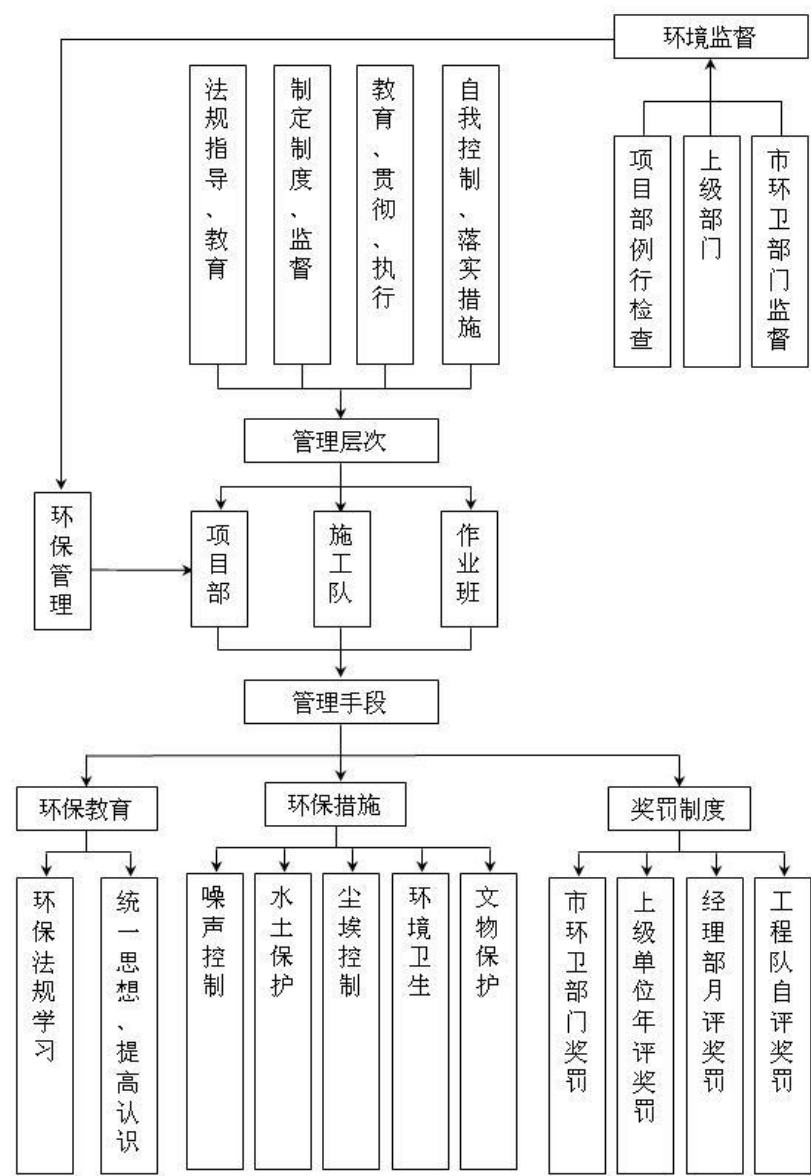 环境监督
法规指导、教育
制定制度、监督
教育、贯彻、执行
自我控制、落实措施
项目部例行检查
上级部门
市环卫部门监督
管理层次
环保管理
项目部
施工队
作业班
管理手段
环保教育
环保措施
奖罚制度
环保法规学习
统一思想、提高认识
噪声控制
水土保护
尘埃控制
环境卫生
文物保护
市环卫部门奖罚
上级单位年评奖罚
经理部月评奖罚
工程队自评奖罚